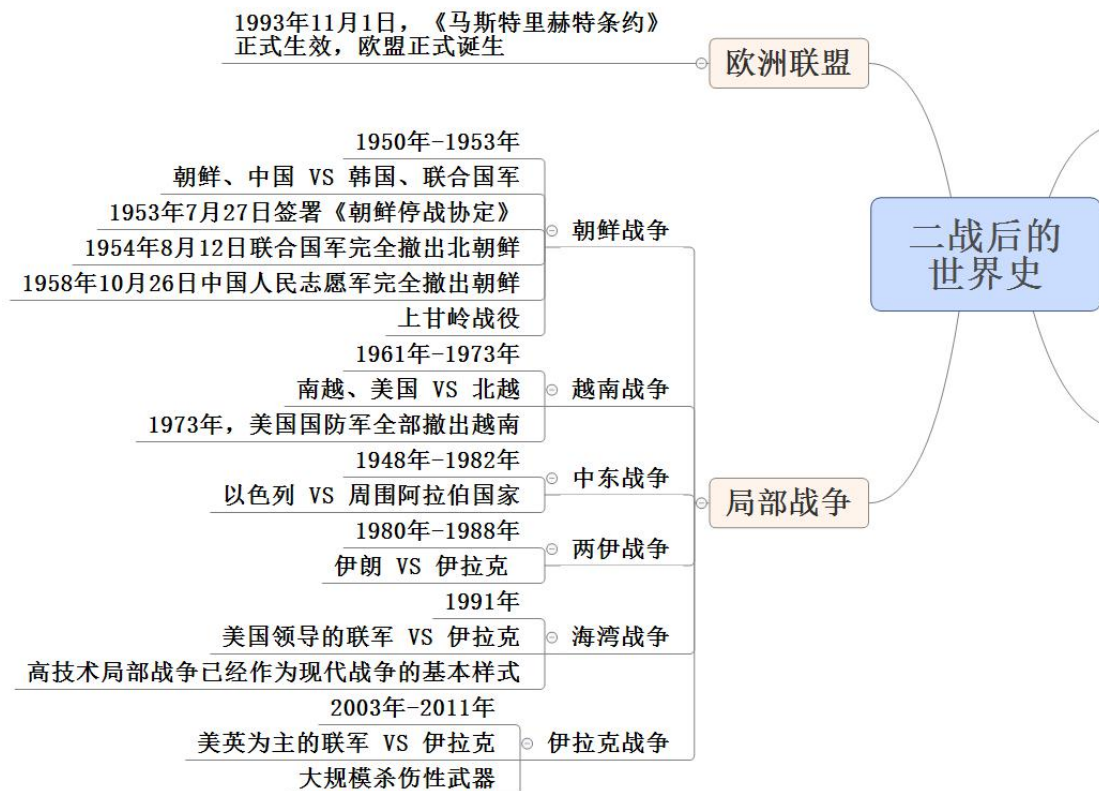 1993年11月1日，《马斯特里赫特条约》
正式生效，欧盟正式诞生
欧洲联盟
二战后的
世界史
1950年-1953年
朝鲜、中国 VS 韩国、联合国军
1953年7月27日签署《朝鲜停战协定》
1954年8月12日联合国军完全撤出北朝鲜
1958年10月26日中国人民志愿军完全撤出朝鲜
上甘岭战役
朝鲜战争
1961年-1973年
南越、美国 VS 北越
1973年，美国国防军全部撤出越南
越南战争
1948年-1982年
以色列 VS 周围阿拉伯国家
中东战争
局部战争
1980年-1988年
伊朗 VS 伊拉克
两伊战争
1991年
美国领导的联军 VS 伊拉克
高技术局部战争已经作为现代战争的基本样式
海湾战争
2003年-2011年
美英为主的联军 VS 伊拉克
大规模杀伤性武器
伊拉克战争